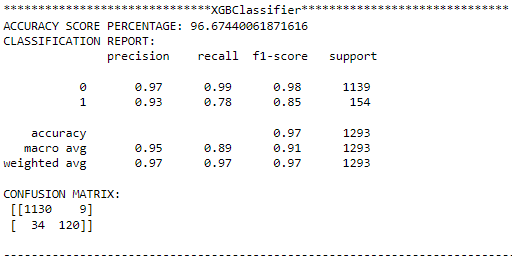 *****************************XGBClassifier*****************************
ACCURACY SCORE PERCENTAGE: 96.67440061871616
CLASSIFICATION REPORT:
precision recall f1-score support
0 0.97 0.99 0.98 1139
1 0.93 0.78 0.85 154
accuracy 0.97 1293
macro avg 0.95 0.89 0.91 1293
weighted avg 0.97 0.97 0.97 1293
CONFUSION MATRIX:
[[1130 9]
[ 34 120]]
-------------------------------------------------------------------------